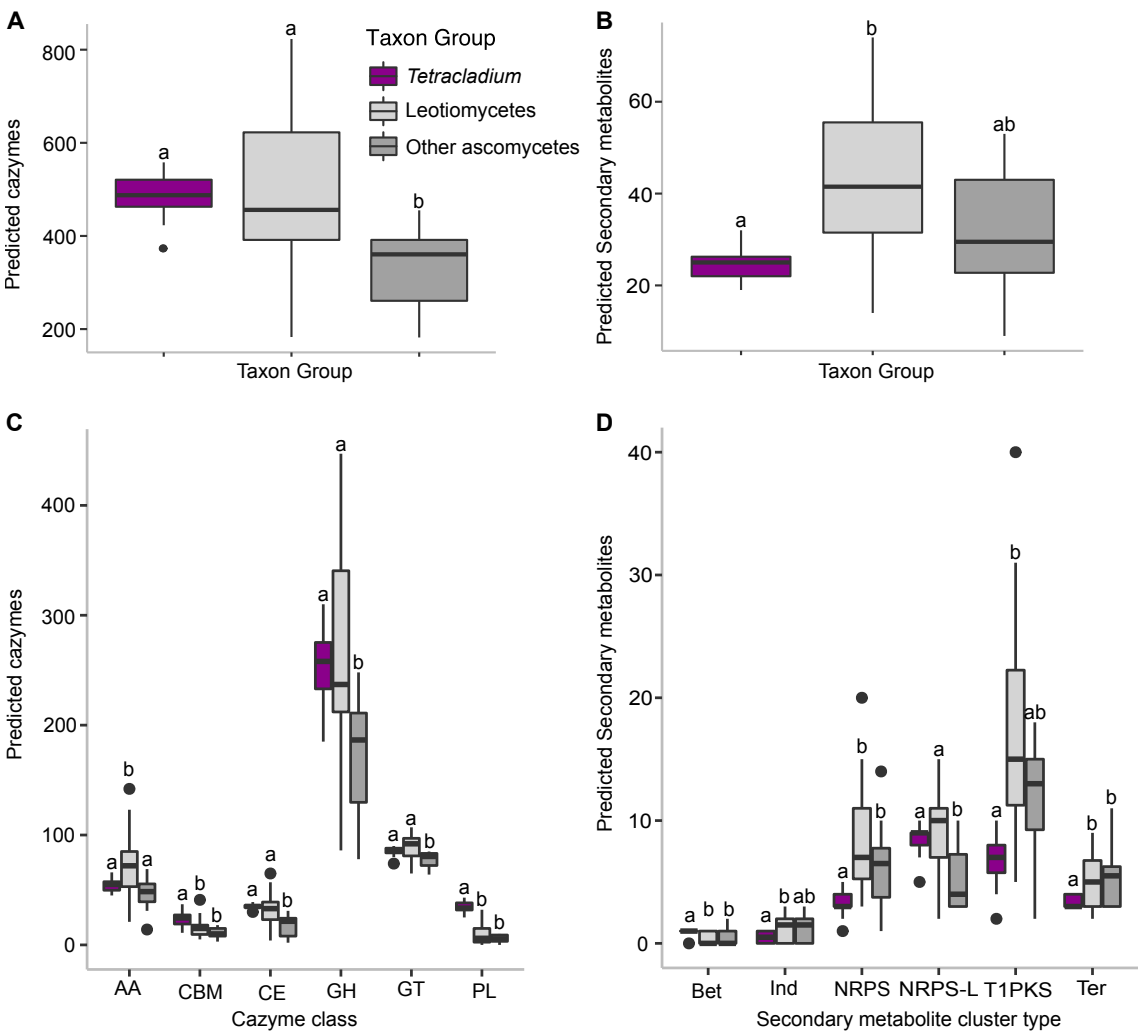 A
Predicted cazymes
800
600
400
200
a
a
b
Taxon Group
Taxon Group
Tetracladium
Leotiomycetes
Other ascomycetes
B
Predicted Secondary metabolites
60
40
20
a
b
ab
Taxon Group
C
Predicted cazymes
400
300
200
100
0
a b a
a b b
a a b
a a b
a a b
a b b
AA CBM CE GH GT PL
Cazyme class
D
Predicted Secondary metabolites
40
30
20
10
0
a b b
a b ab
a b b
a a b
a b ab
a b b
Bet Ind NRPS NRPS-L T1PKS Ter
Secondary metabolite cluster type